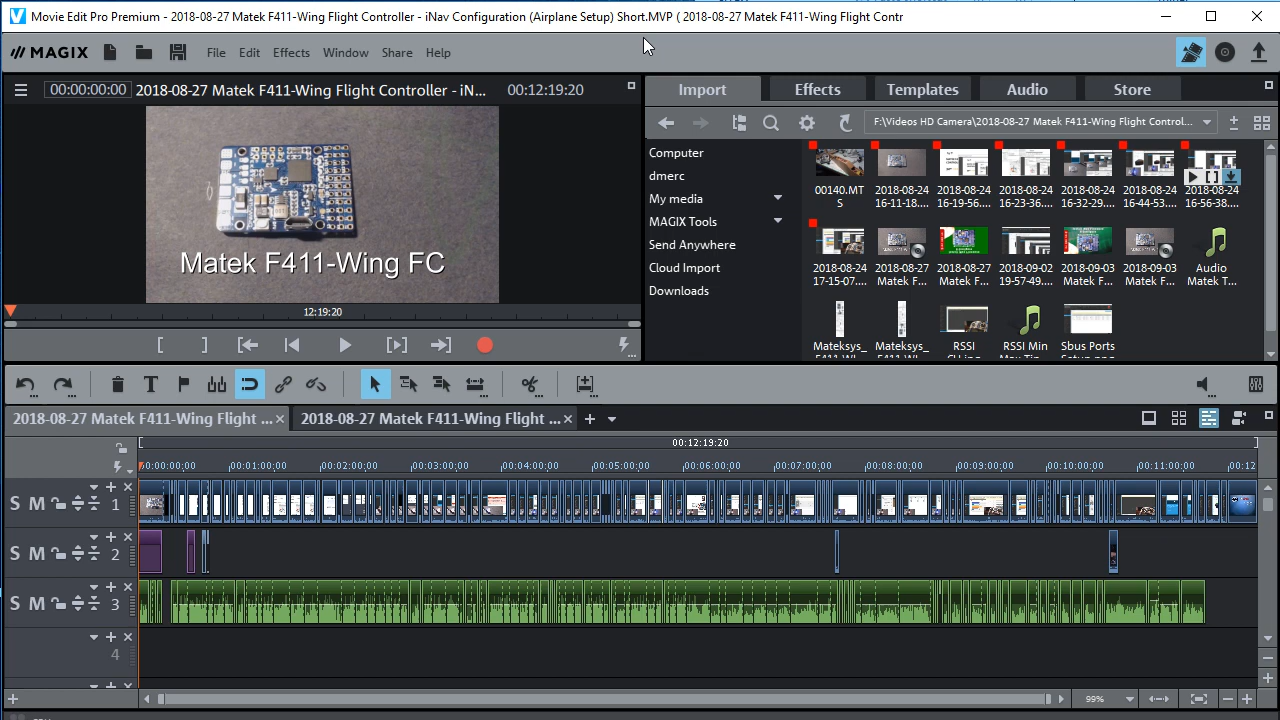 Movie Edit Pro Premium - 2018-08-27 Matek F411-Wing Flight Controller - iNav Configuration (Airplane Setup) Short.MVP ( 2018-08-27 Matek F411-Wing Flight Contr
MAGIX File Edit Effects Window Share Help
00:00:00:00 2018-08-27 Matek F411-Wing Flight Controller - iN... 00:12:19:20
Matek F411-Wing FC
12:19:20
Import Effects Templates Audio Store
F:\Videos HD Camera\2018-08-27 Matek F411-Wing Flight Control...
Computer
dmerc
My media
MAGIX Tools
Send Anywhere
Cloud Import
Downloads
00140.MT 2018-08-24 2018-08-24 2018-08-24 2018-08-24 2018-08-24 2018-08-24
S 16-11-18.... 16-19-56.... 16-23-36.... 16-32-29.... 16-44-53.... 16-56-38....
2018-08-24 2018-08-27 2018-08-27 2018-09-02 2018-09-03 2018-09-03 Audio
17-15-07.... Matek F... Matek F... 19-57-49.... Matek F... Matek F... Matek T...
Mateksys_ Mateksys_ RSSI RSSI Min Sbus Ports
2018-08-27 Matek F411-Wing Flight ... 2018-08-27 Matek F411-Wing Flight ...
00:12:19:20
00:00:00:00 00:01:00:00 00:02:00:00 00:03:00:00 00:04:00:00 00:05:00:00 00:06:00:00 00:07:00:00 00:08:00:00 00:09:00:00 00:10:00:00 00:11:00:00 00:12
S M 1
S M 2
S M 3
4
99%